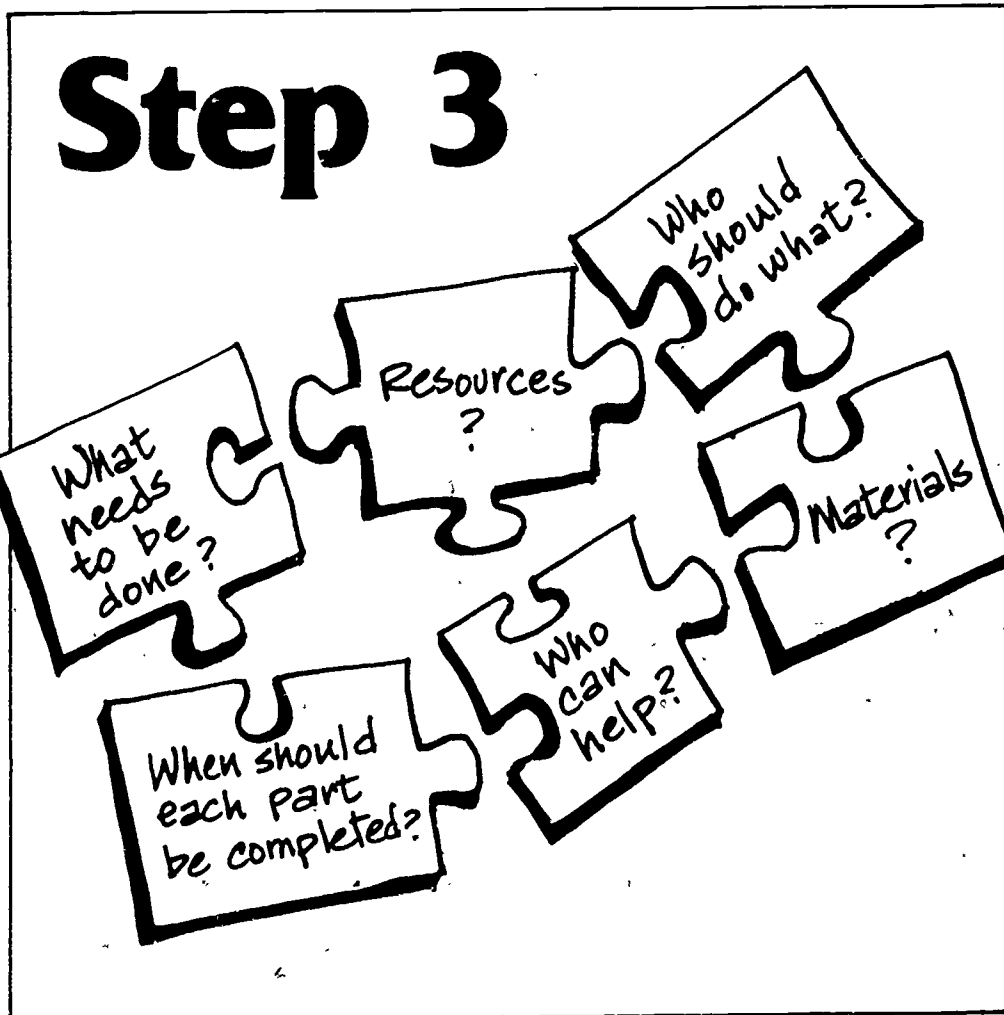 Step 3
What
needs
to be
done?
Resources
?
Who
should
do what?
When should
each part
be completed?
Who
can
help?
Materials
?